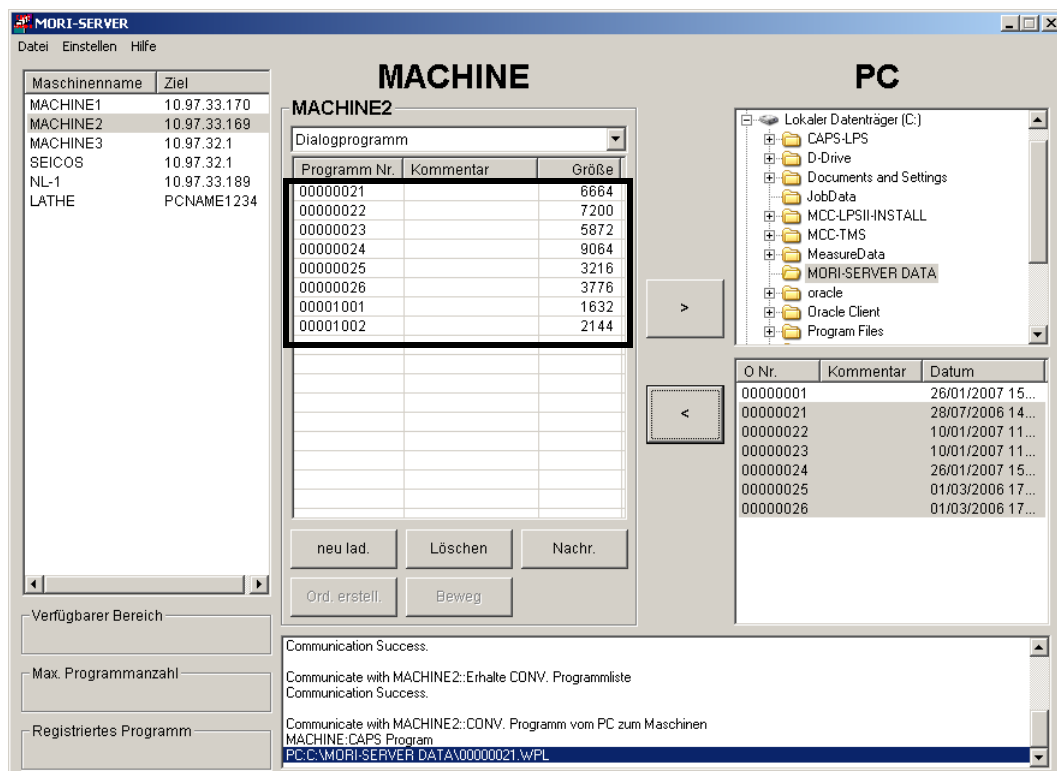 MORI-SERVER
Datei Einstellen Hilfe
Maschinenname Ziel
MACHINE1 10.97.33.170
MACHINE2 10.97.33.169
MACHINE3 10.97.32.1
SEICOS 10.97.32.1
NL-1 10.97.33.189
LATHE PCNAME1234
Verfügbarer Bereich
Max. Programmanzahl
Registriertes Programm
MACHINE
MACHINE2
Dialogprogramm
Programm Nr. Kommentar Größe
00000021 6664
00000022 7200
00000023 5872
00000024 9064
00000025 3216
00000026 3776
00001001 1632
00001002 2144
neu lad. Löschen Nachr.
Ord. erstell. Beweg
>
<
PC
Lokaler Datenträger (C:)
CAPS-LPS
D-Drive
Documents and Settings
JobData
MCC-LPSII-INSTALL
MCC-TMS
MeasureData
MORI-SERVER DATA
oracle
Oracle Client
Program Files
O Nr. Kommentar Datum
00000001 26/01/2007 15...
00000021 28/07/2006 14...
00000022 10/01/2007 11...
00000023 10/01/2007 11...
00000024 26/01/2007 15...
00000025 01/03/2006 17...
00000026 01/03/2006 17...
Communication Success.
Communicate with MACHINE2::Erhalte CONV. Programmliste
Communication Success.
Communicate with MACHINE2::CONV. Programm vom PC zum Maschinen
MACHINE:CAPS Program
PC:C:\MORI-SERVER DATA\00000021.WPL